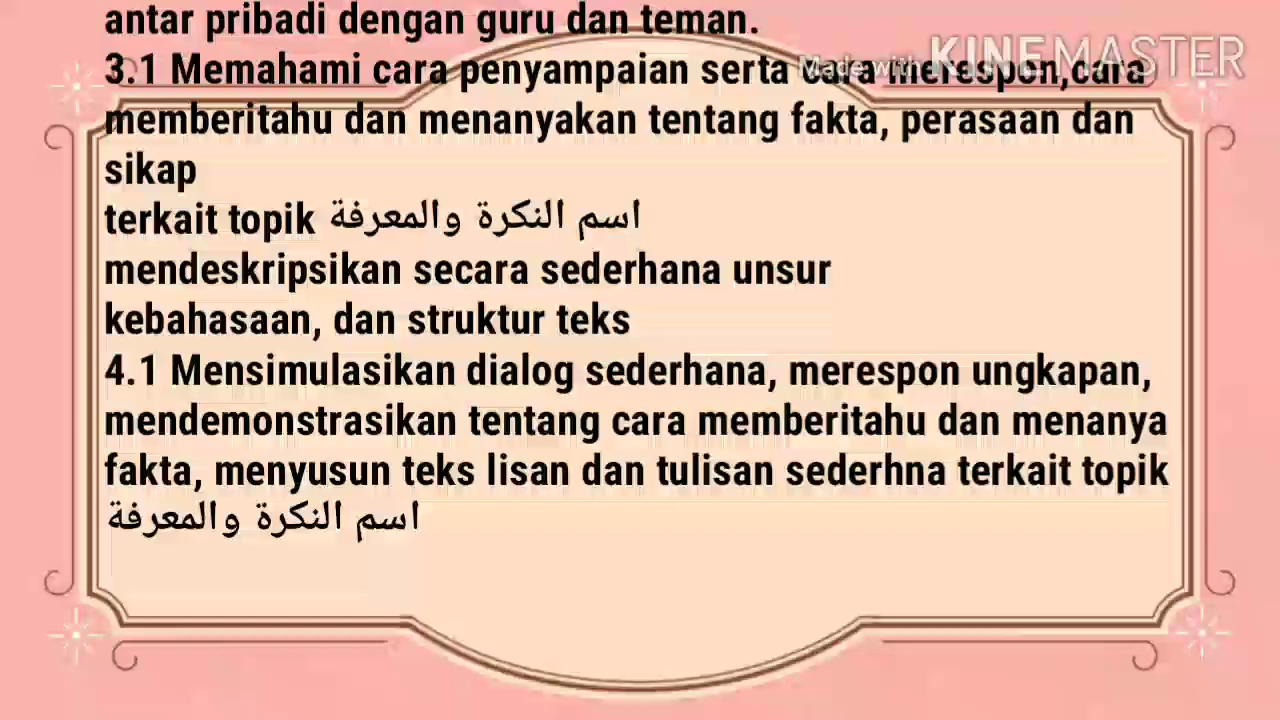 antar pribadi dengan guru dan teman.
Made with KINEMASTER
3.1 Memahami cara penyampaian serta cara merespon,cara
memberitahu dan menanyakan tentang fakta, perasaan dan
sikap
terkait topik اسم النكرة والمعرفة
mendeskripsikan secara sederhana unsur
kebahasaan, dan struktur teks
4.1 Mensimulasikan dialog sederhana, merespon ungkapan,
mendemonstrasikan tentang cara memberitahu dan menanya
fakta, menyusun teks lisan dan tulisan sederhna terkait topik
اسم النكرة والمعرفة